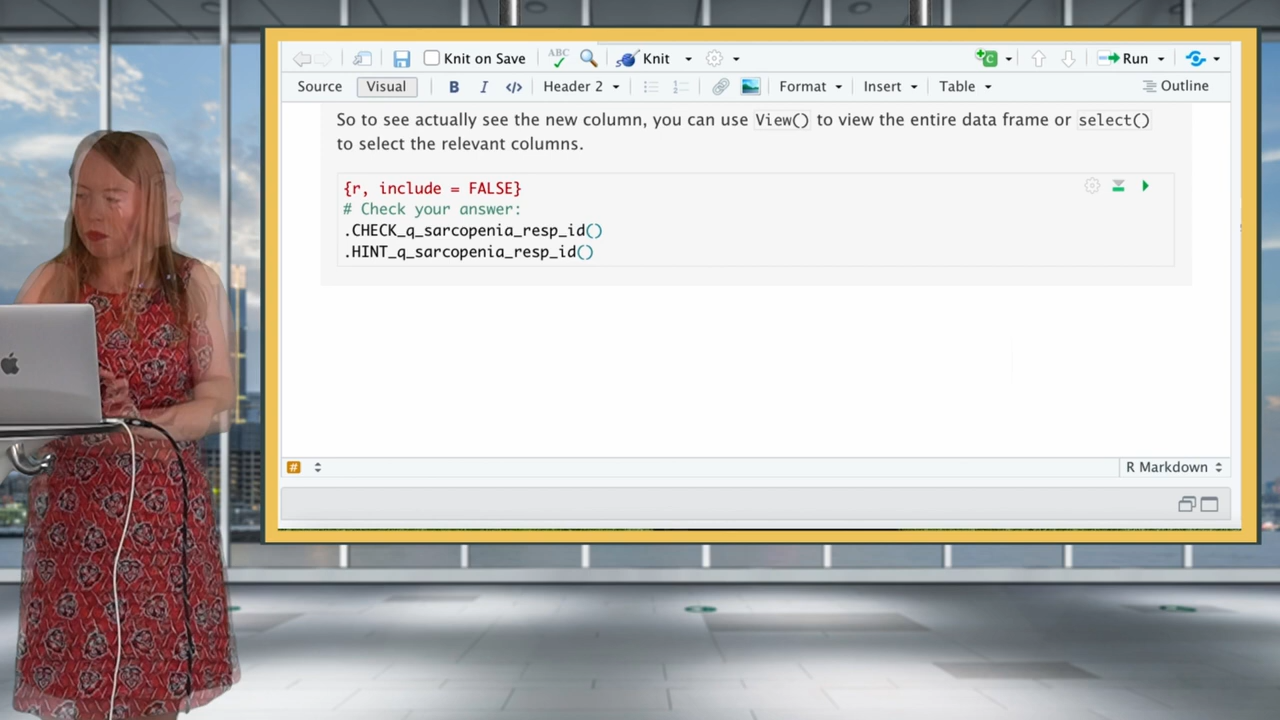 Knit on Save ABC Knit Run
Source Visual B I </> Header 2 Format Insert Table Outline
So to see actually see the new column, you can use View() to view the entire data frame or select()
to select the relevant columns.
{r, include = FALSE}
# Check your answer:
.CHECK_q_sarcopenia_resp_id()
.HINT_q_sarcopenia_resp_id()
# R Markdown